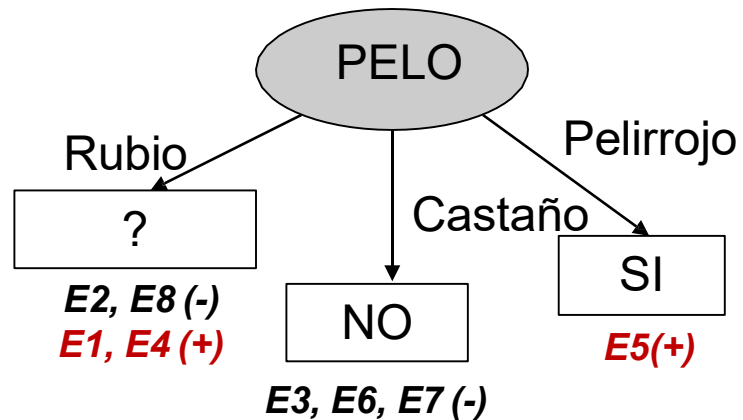 PELO
Rubio
Pelirrojo
Castaño
?
SI
NO
E2, E8 (-)
E1, E4 (+)
E5(+)
E3, E6, E7 (-)